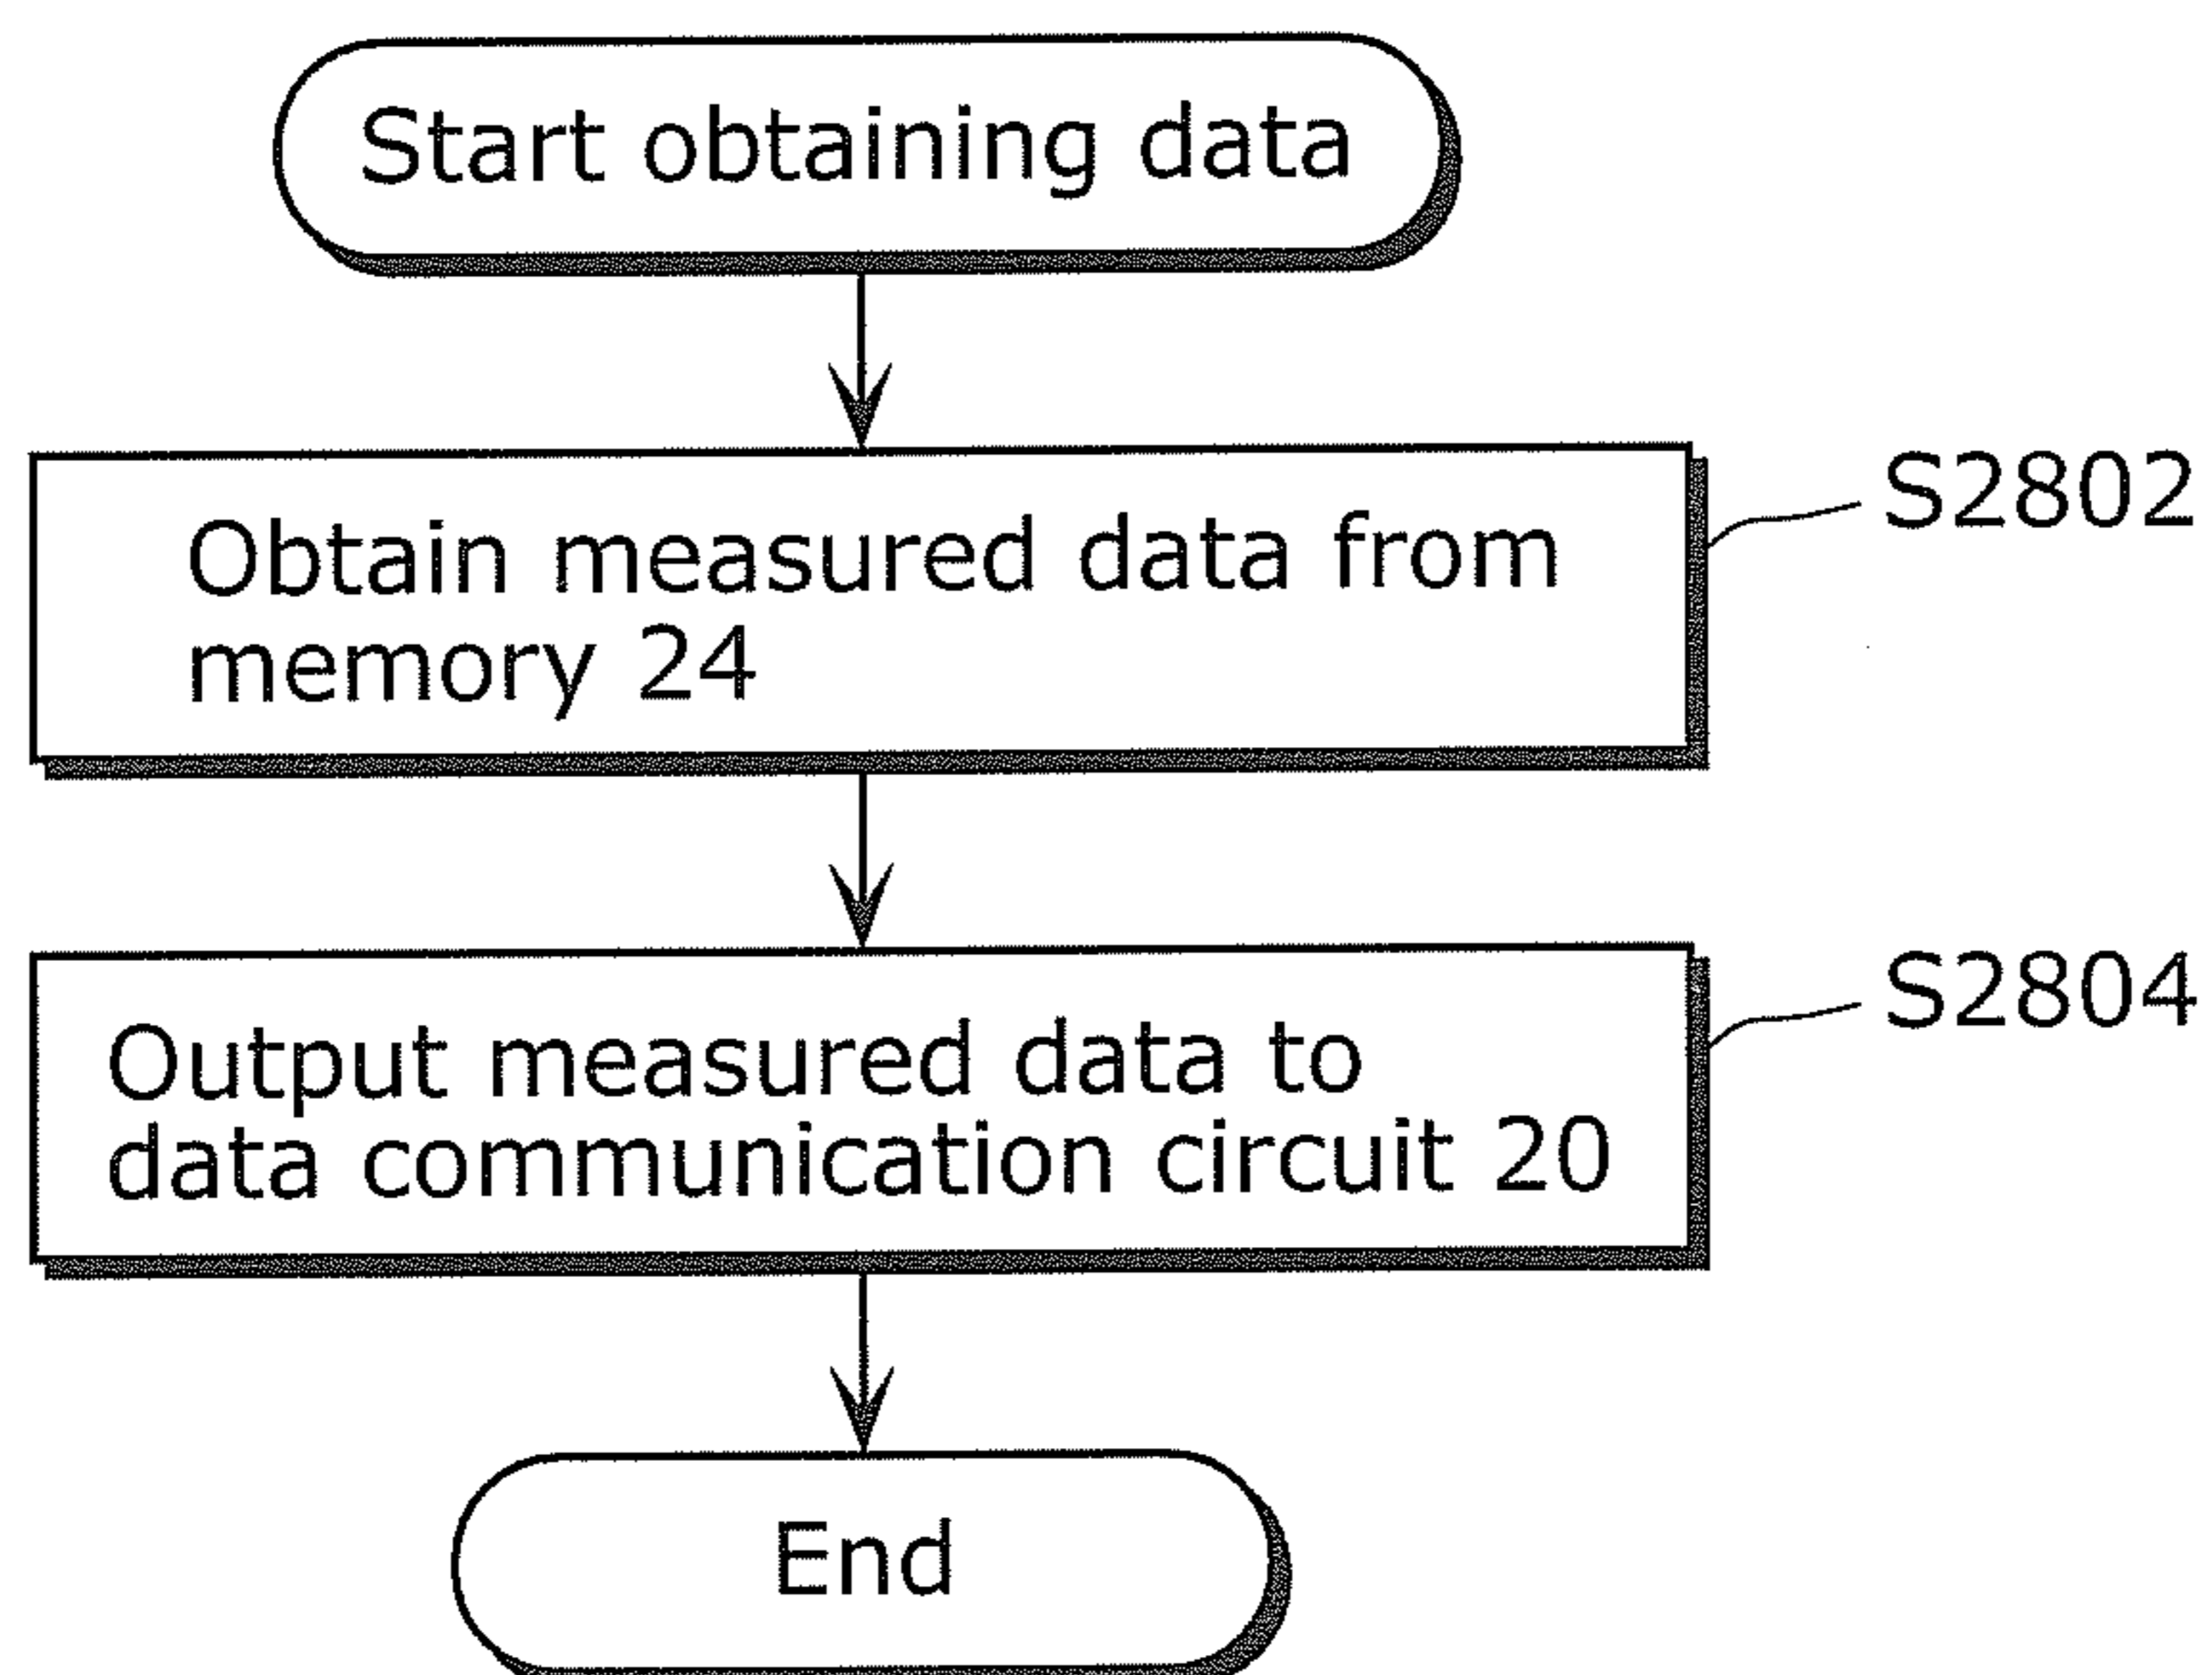 Start obtaining data
Obtain measured data from
memory 24
S2802
Output measured data to
data communication circuit 20
S2804
End